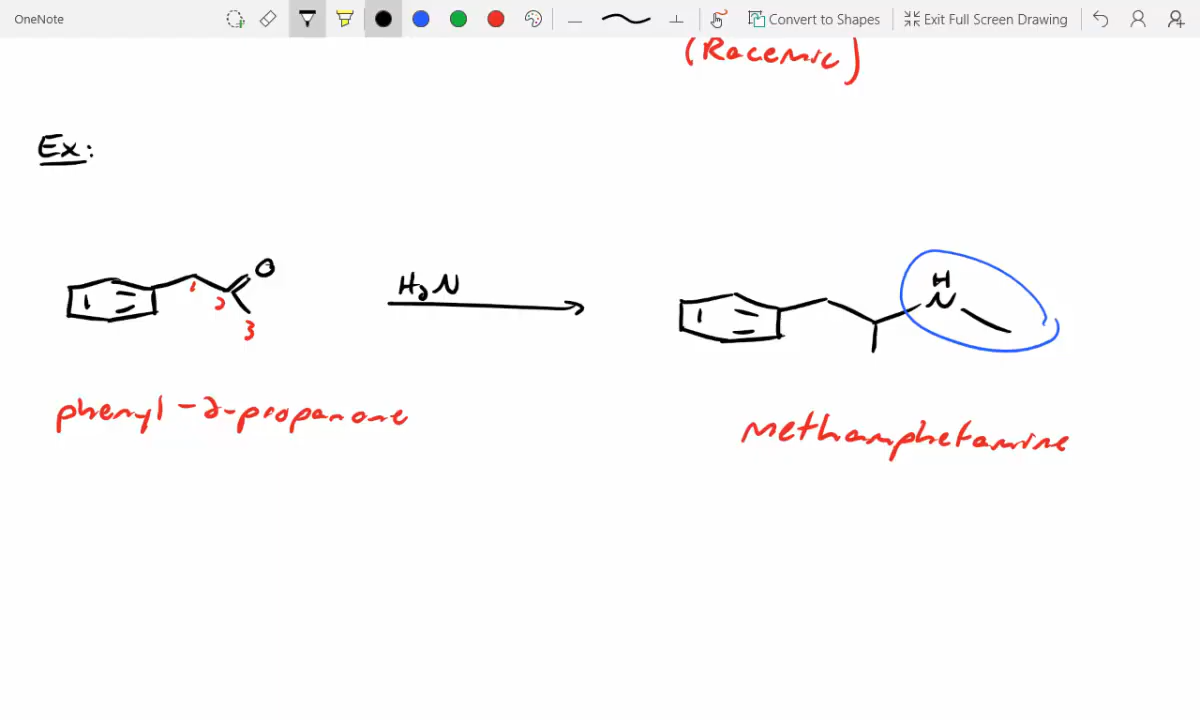 OneNote
Convert to Shapes
Exit Full Screen Drawing
(Racemic)
Ex:
O
1
2
3
H₂N
H
N
phenyl-2-propanone
methamphetamine